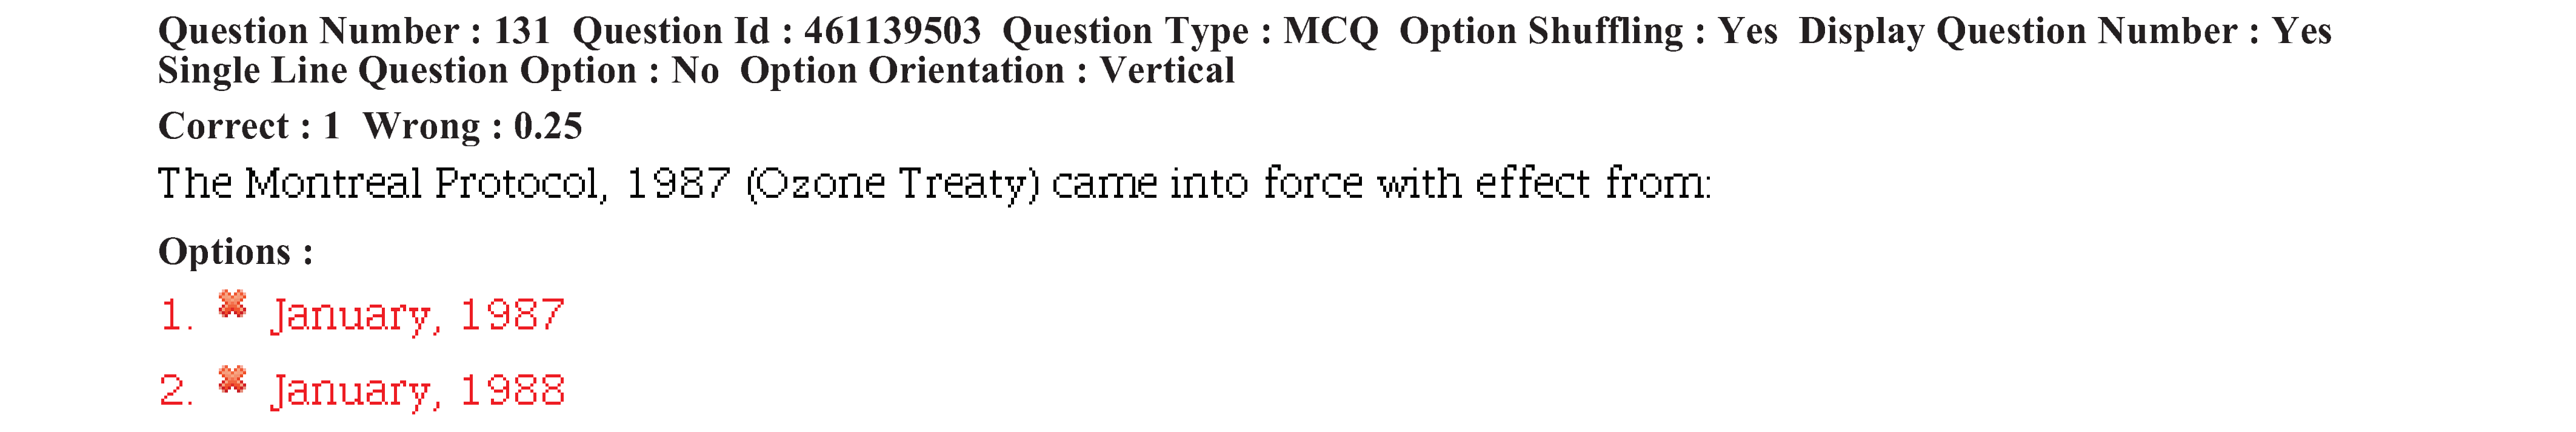 Question Number : 131 Question Id : 461139503 Question Type : MCQ Option Shuffling : Yes Display Question Number : Yes
Single Line Question Option : No Option Orientation : Vertical
Correct : 1 Wrong : 0.25
The Montreal Protocol, 1987 (Ozone Treaty) came into force with effect from:
Options :
1. January, 1987
2. January, 1988